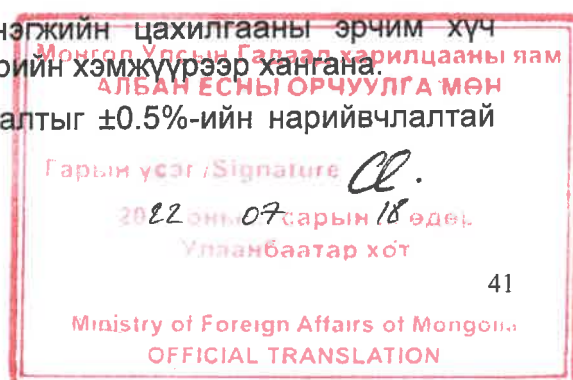 нэгжийн цахилгааны эрчим хүч
Монгол Улсын Гадаад харилцааны яам
рийн хэмжүүрээр хангана.
АЛБАН ЁСНЫ ОРЧУУЛГА МӨН
алтыг ±0.5%-ийн нарийвчлалтай
Гарын үсэг /Signature
2022 оны 07 сарын 18 өдөр
Улаанбаатар хот
41
Ministry of Foreign Affairs of Mongolia
OFFICIAL TRANSLATION